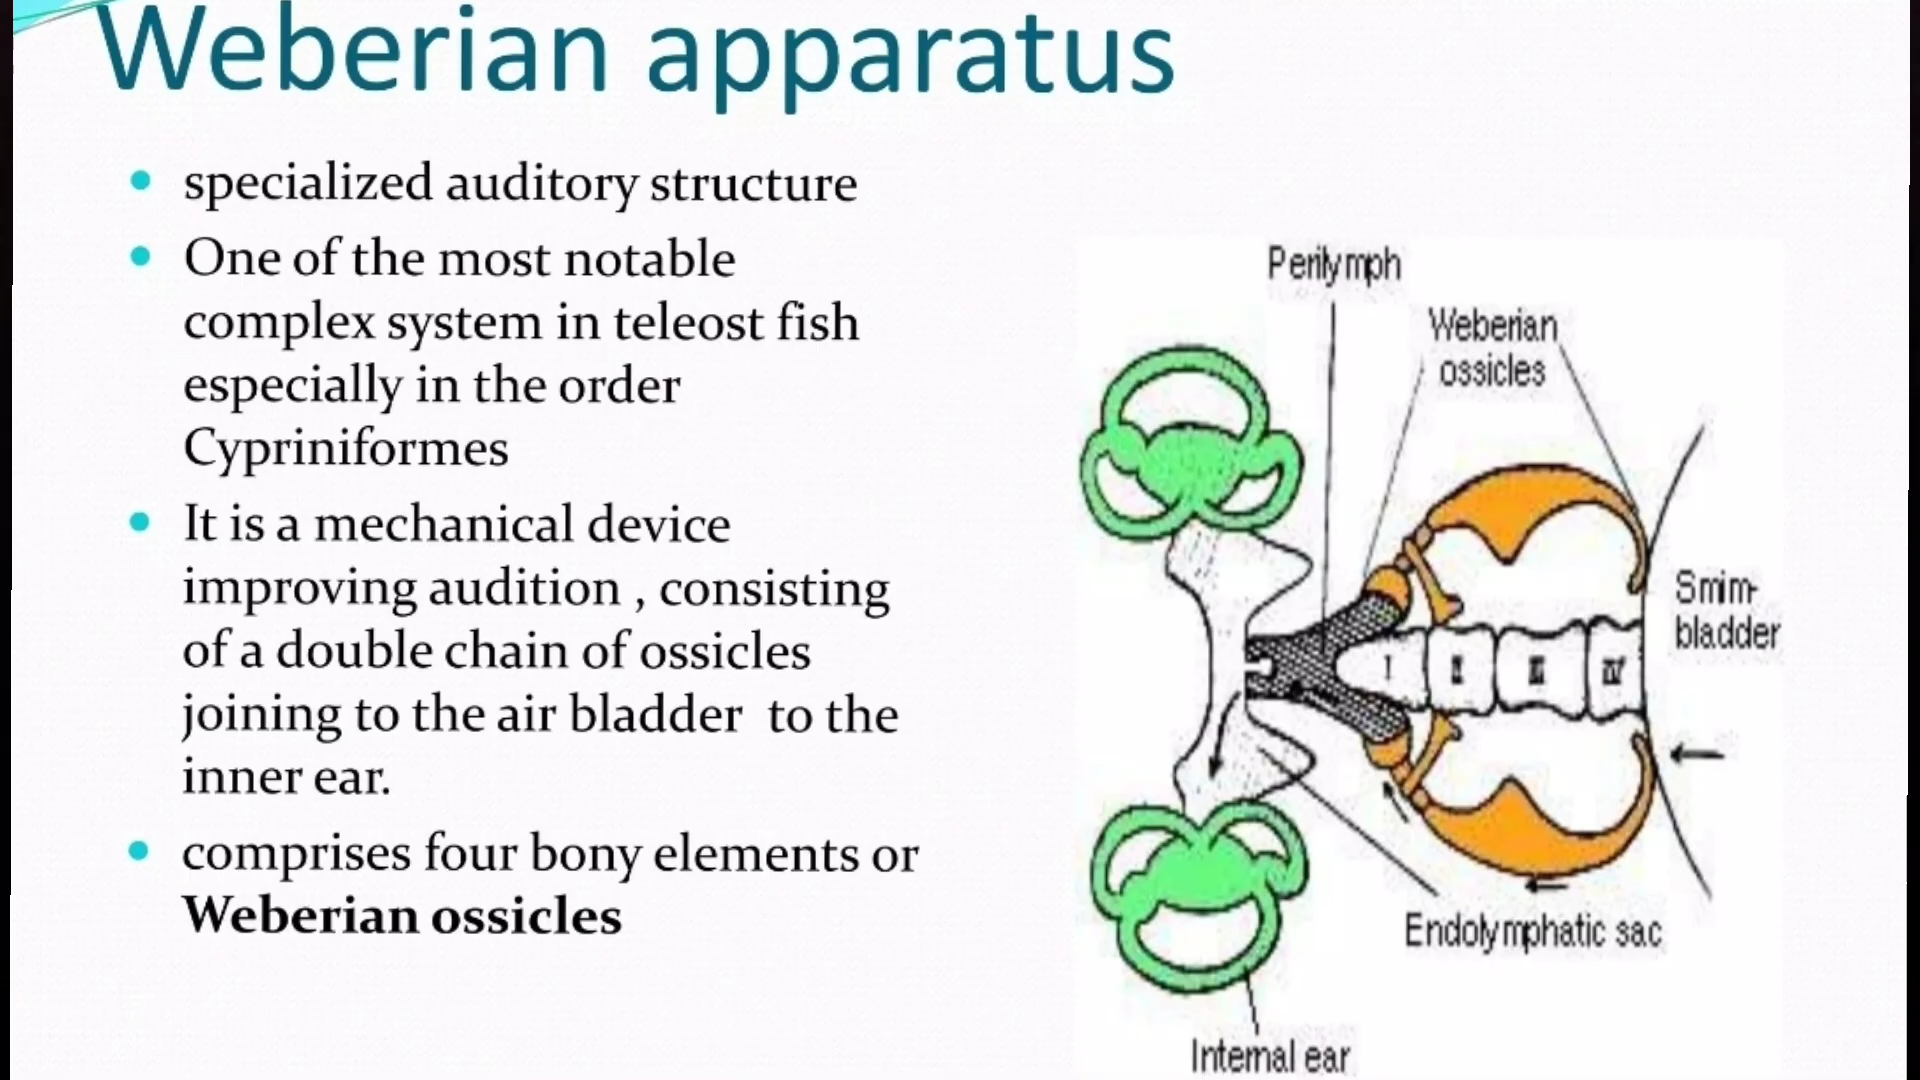 Weberian apparatus
specialized auditory structure
One of the most notable
complex system in teleost fish
especially in the order
Cypriniformes
It is a mechanical device
improving audition , consisting
of a double chain of ossicles
joining to the air bladder to the
inner ear.
comprises four bony elements or
Weberian ossicles
Perilymph
Weberian
ossicles
Smim-
bladder
I II III IV
Endolymphatic sac
Internal ear